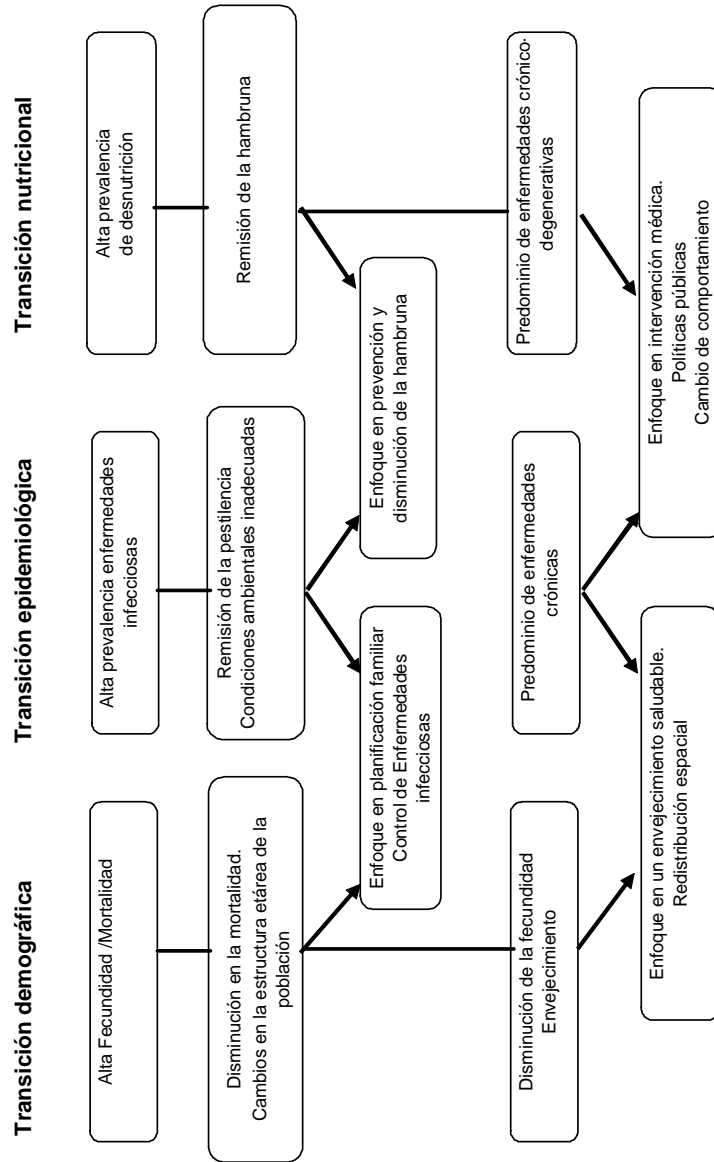 Transición demográfica
Transición epidemiológica
Transición nutricional
Alta Fecundidad /Mortalidad
Alta prevalencia enfermedades
infecciosas
Alta prevalencia
de desnutrición
Disminución en la mortalidad.
Cambios en la estructura etárea de la
población
Remisión de la pestilencia
Condiciones ambientales inadecuadas
Remisión de la hambruna
Enfoque en planificación familiar
Control de Enfermedades
infecciosas
Enfoque en prevención y
disminución de la hambruna
Disminución de la fecundidad
Envejecimiento
Predominio de enfermedades
crónicas
Predominio de enfermedades crónico-
degenerativas
Enfoque en un envejecimiento saludable.
Redistribución espacial
Enfoque en intervención médica.
Políticas públicas
Cambio de comportamiento